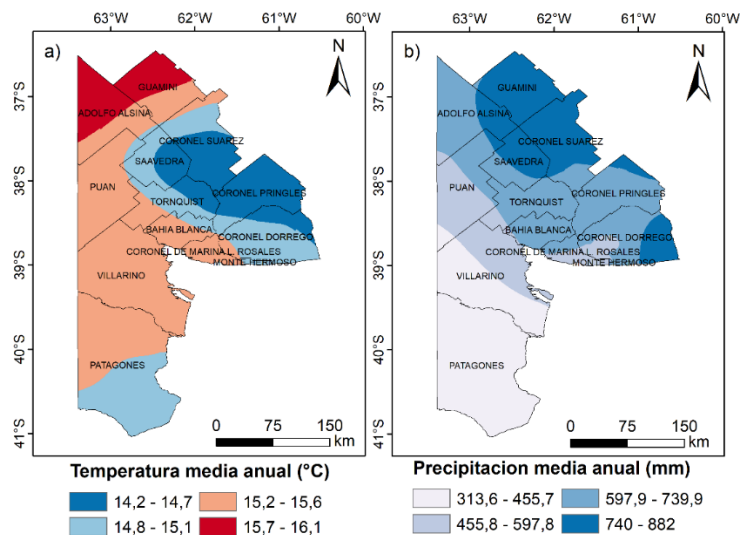 63°W 62°W 61°W 60°W
a)
N
37°S
38°S
39°S
40°S
41°S
GUAMINI
ADOLFO ALSINA
CORONEL SUAREZ
SAAVEDRA
PUAN
CORONEL PRINGLES
TORNQUIST
BAHIA BLANCA
CORONEL DORREGO
CORONEL DE MARINA L. ROSALES
MONTE HERMOSO
VILLARINO
PATAGONES
0 75 150
km
Temperatura media anual (°C)
14,2 - 14,7 15,2 - 15,6
14,8 - 15,1 15,7 - 16,1
63°W 62°W 61°W 60°W
b)
N
37°S
38°S
39°S
40°S
41°S
GUAMINI
ADOLFO ALSINA
CORONEL SUAREZ
SAAVEDRA
PUAN
CORONEL PRINGLES
TORNQUIST
BAHIA BLANCA
CORONEL DORREGO
CORONEL DE MARINA L. ROSALES
MONTE HERMOSO
VILLARINO
PATAGONES
0 75 150
km
Precipitacion media anual (mm)
313,6 - 455,7 597,9 - 739,9
455,8 - 597,8 740 - 882